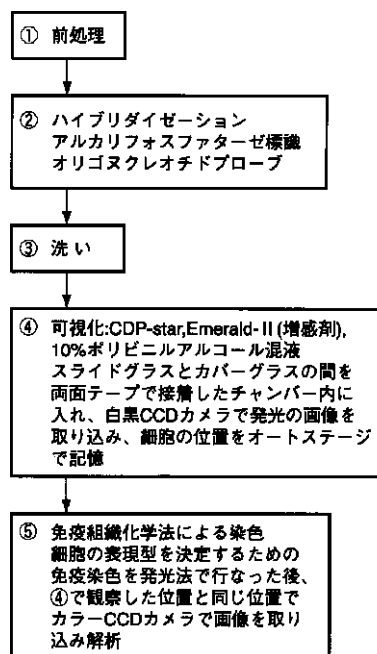 ① 前処理
② ハイブリダイゼーション
アルカリフォスファターゼ標識
オリゴヌクレオチドプローブ
③ 洗い
④ 可視化:CDP-star,Emerald-II(増感剤),
10%ポリビニルアルコール混液
スライドグラスとカバーグラスの間を
両面テープで接着したチャンバー内に
入れ、白黒CCDカメラで発光の画像を
取り込み、細胞の位置をオートステージ
で記憶
⑤ 免疫組織化学法による染色
細胞の表現型を決定するための
免疫染色を発光法で行なった後、
④で観察した位置と同じ位置で
カラーCCDカメラで画像を取り
込み解析